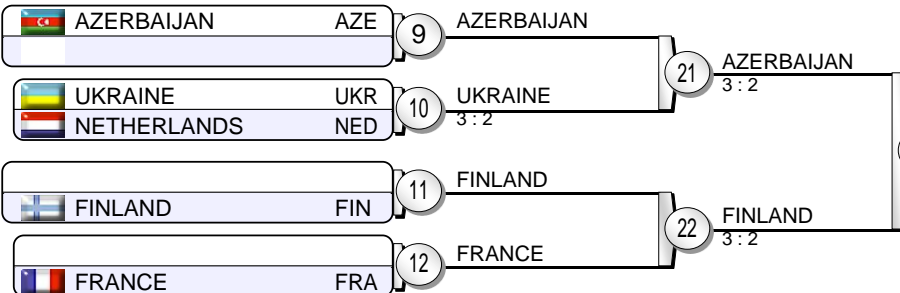 AZERBAIJAN AZE
9
AZERBAIJAN
UKRAINE UKR
NETHERLANDS NED
10
UKRAINE
3 : 2
21
AZERBAIJAN
3 : 2
FINLAND FIN
11
FINLAND
FRANCE FRA
12
FRANCE
22
FINLAND
3 : 2